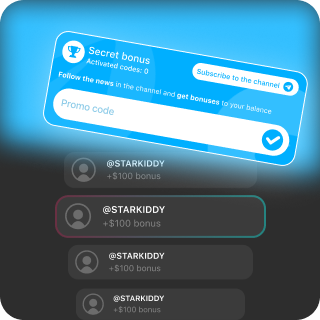 Secret bonus
Activated codes: 0
Subscribe to the channel
Follow the news in the channel and get bonuses to your balance
Promo code
@STARKIDDY
+$100 bonus
@STARKIDDY
+$100 bonus
@STARKIDDY
+$100 bonus
@STARKIDDY
+$100 bonus